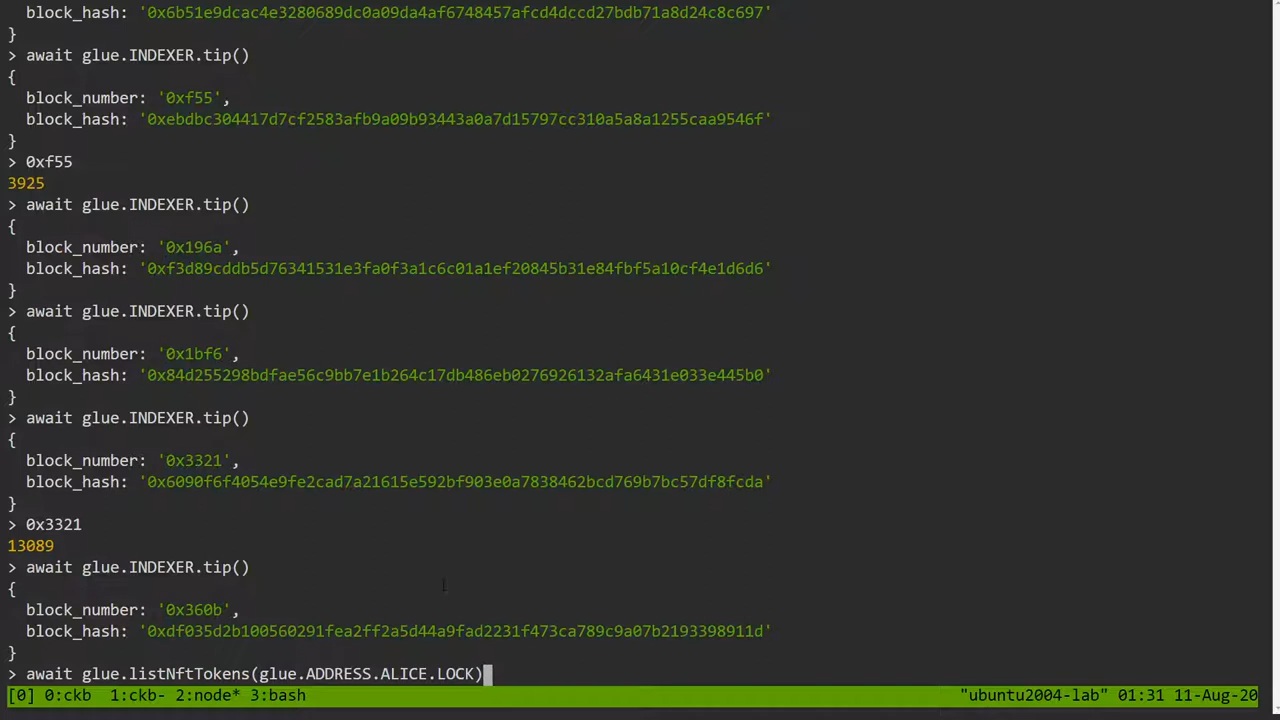 block_hash: '0x6b51e9dcac4e3280689dc0a09da4af6748457afcd4dccd27bdb71a8d24c8c697'
}
> await glue.INDEXER.tip()
{
block_number: '0xf55',
block_hash: '0xebdbc304417d7cf2583afb9a09b93443a0a7d15797cc310a5a8a1255caa9546f'
}
> 0xf55
3925
> await glue.INDEXER.tip()
{
block_number: '0x196a',
block_hash: '0xf3d89cddb5d76341531e3fa0f3a1c6c01a1ef20845b31e84fbf5a10cf4e1d6d6'
}
> await glue.INDEXER.tip()
{
block_number: '0x1bf6',
block_hash: '0x84d255298bdfae56c9bb7e1b264c17db486eb0276926132afa6431e033e445b0'
}
> await glue.INDEXER.tip()
{
block_number: '0x3321',
block_hash: '0x6090f6f4054e9fe2cad7a21615e592bf903e0a7838462bcd769b7bc57df8fcda'
}
> 0x3321
13089
> await glue.INDEXER.tip()
{
block_number: '0x360b',
block_hash: '0xdf035d2b100560291fea2ff2a5d44a9fad2231f473ca789c9a07b2193398911d'
}
> await glue.listNftTokens(glue.ADDRESS.ALICE.LOCK)
[0] 0:ckb  1:ckb- 2:node* 3:bash "ubuntu2004-lab" 01:31 11-Aug-20